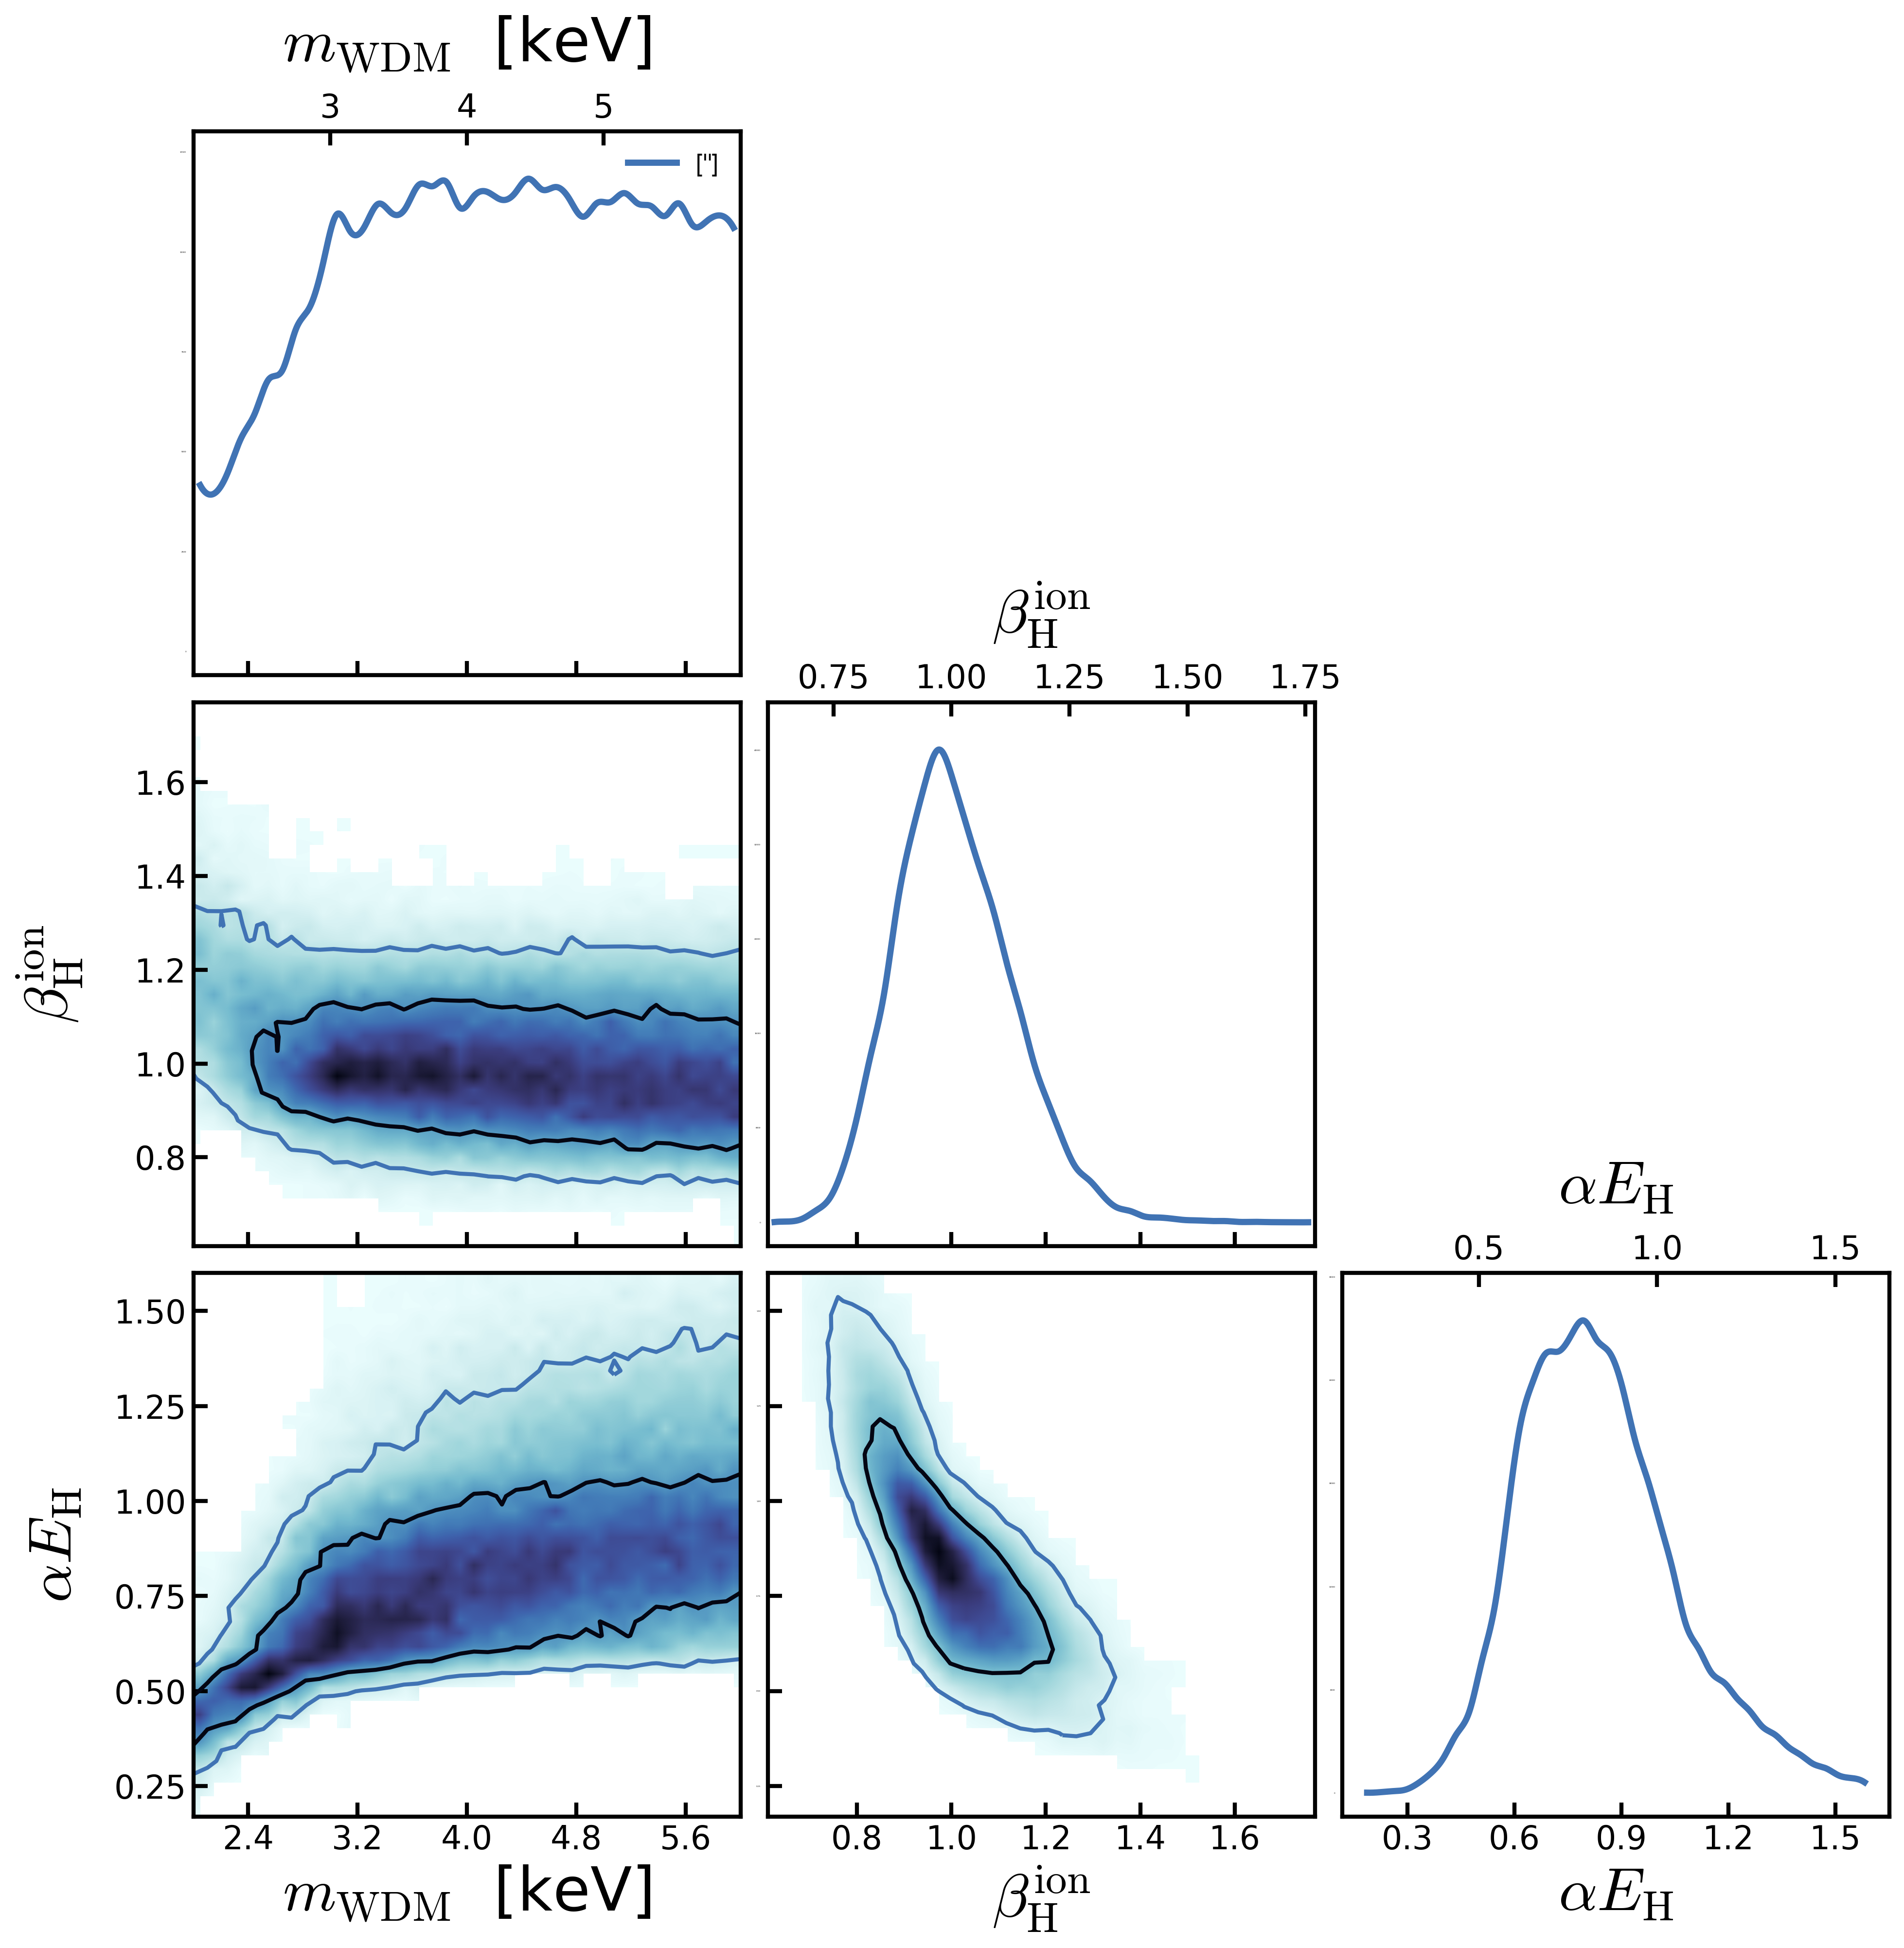 m_WDM [keV]
3 4 5
['']
β_H^ion
0.75 1.00 1.25 1.50 1.75
1.6
1.4
1.2
1.0
0.8
β_H^ion
αE_H
0.5 1.0 1.5
1.50
1.25
1.00
0.75
0.50
0.25
αE_H
2.4 3.2 4.0 4.8 5.6
0.8 1.0 1.2 1.4 1.6
0.3 0.6 0.9 1.2 1.5
m_WDM [keV]
β_H^ion
αE_H